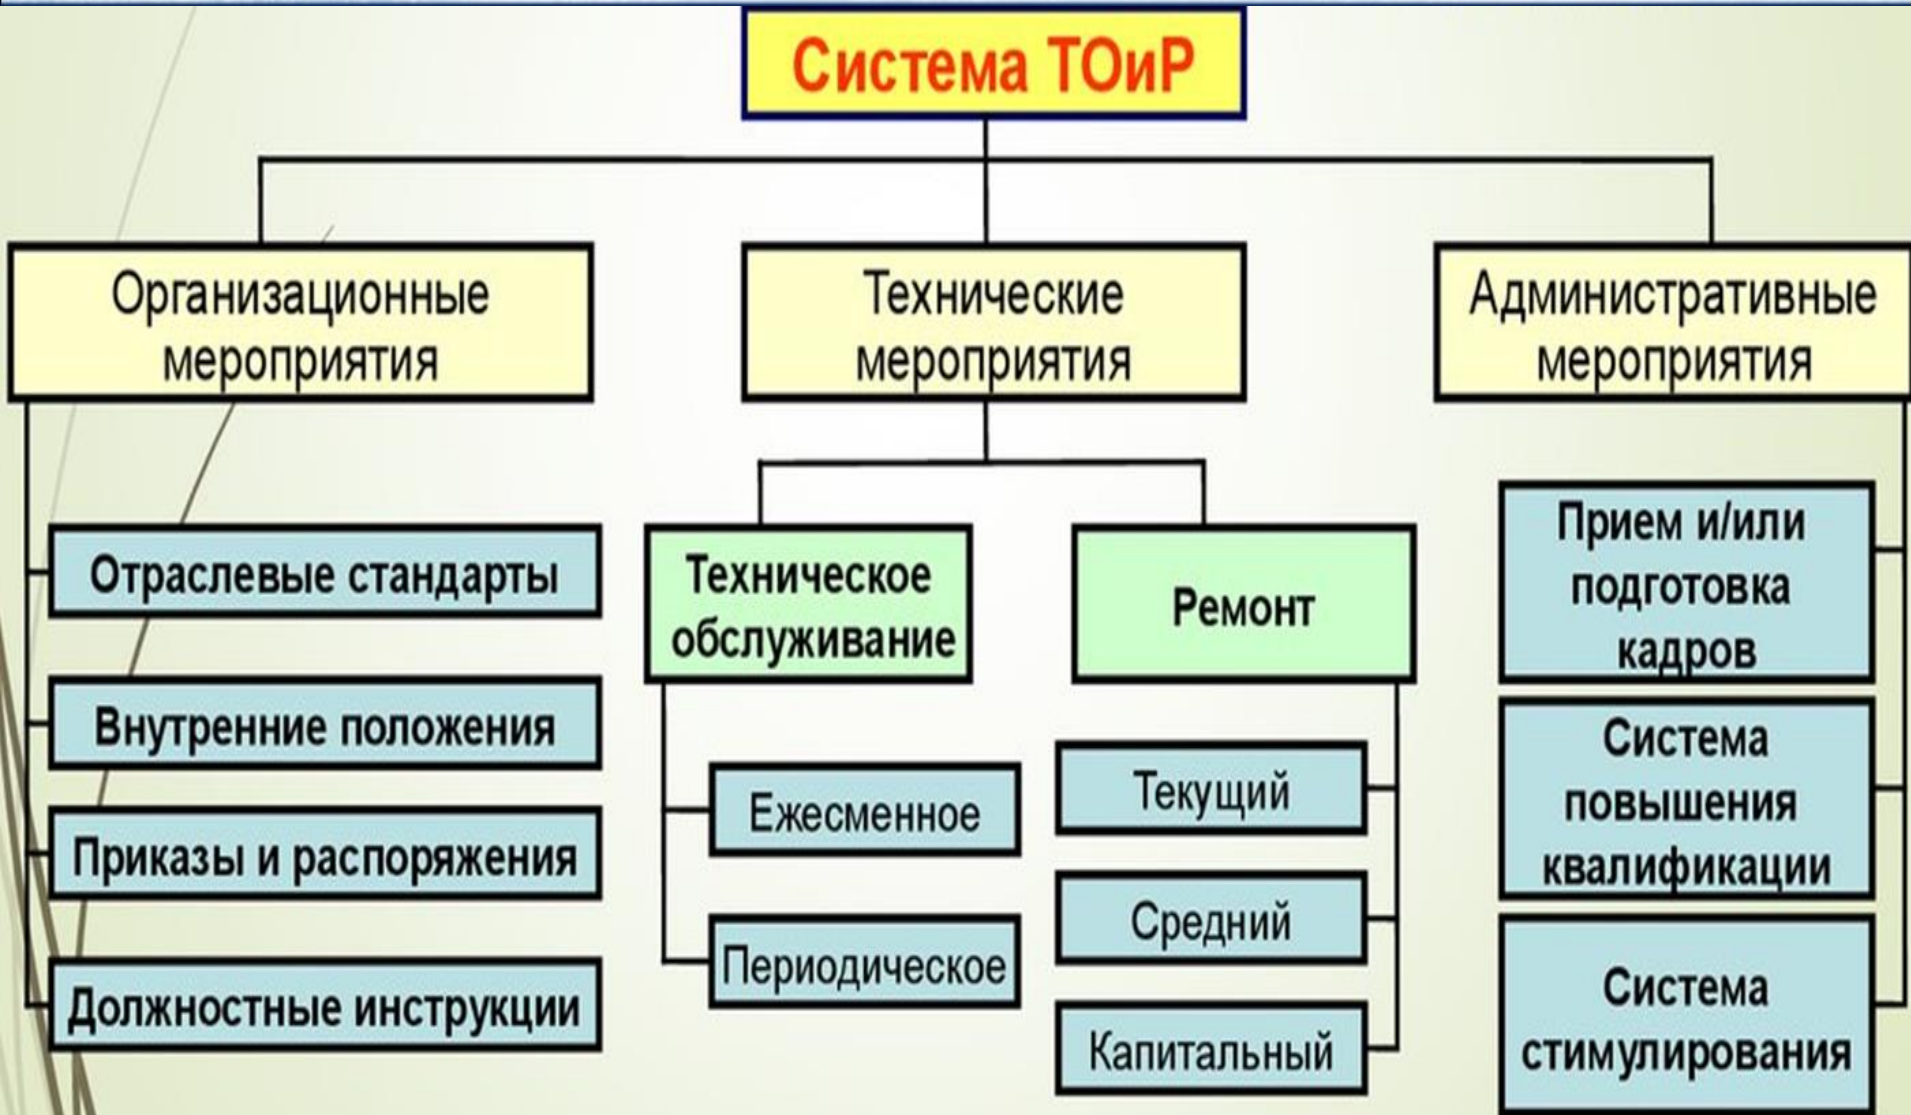 Система ТОиР
Организационные
мероприятия
Технические
мероприятия
Административные
мероприятия
Отраслевые стандарты
Внутренние положения
Приказы и распоряжения
Должностные инструкции
Техническое
обслуживание
Ежесменное
Периодическое
Ремонт
Текущий
Средний
Капитальный
Прием и/или
подготовка
кадров
Система
повышения
квалификации
Система
стимулирования